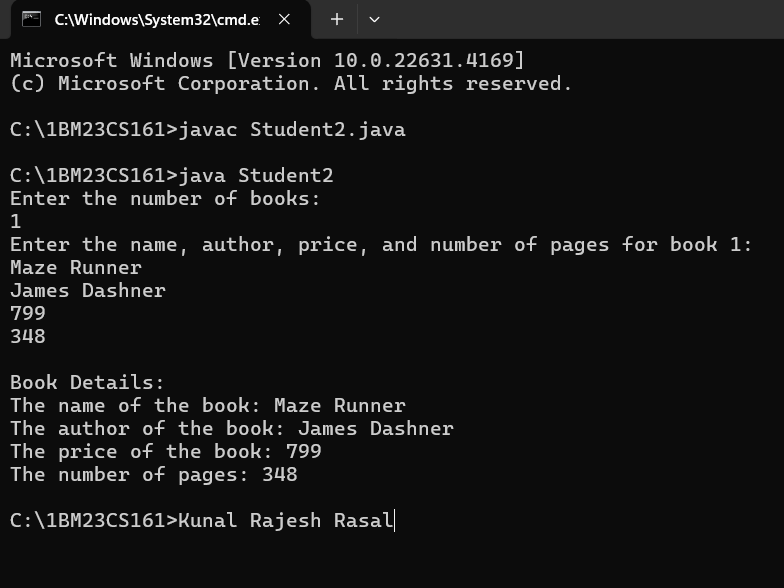 C:\Windows\System32\cmd.e
Microsoft Windows [Version 10.0.22631.4169]
(c) Microsoft Corporation. All rights reserved.
C:\1BM23CS161>javac Student2.java
C:\1BM23CS161>java Student2
Enter the number of books:
1
Enter the name, author, price, and number of pages for book 1:
Maze Runner
James Dashner
799
348
Book Details:
The name of the book: Maze Runner
The author of the book: James Dashner
The price of the book: 799
The number of pages: 348
C:\1BM23CS161>Kunal Rajesh Rasal